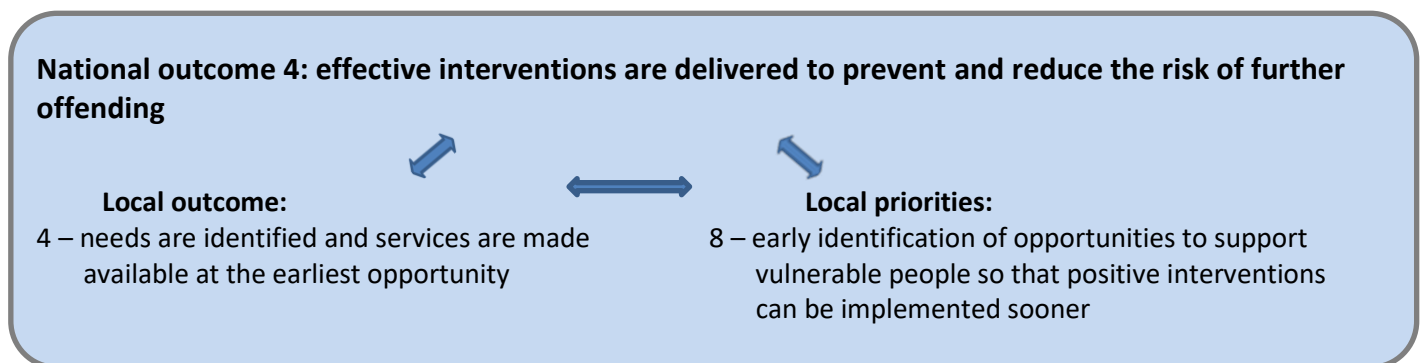 National outcome 4: effective interventions are delivered to prevent and reduce the risk of further
offending
Local outcome:
4 – needs are identified and services are made
available at the earliest opportunity
Local priorities:
8 – early identification of opportunities to support
vulnerable people so that positive interventions
can be implemented sooner